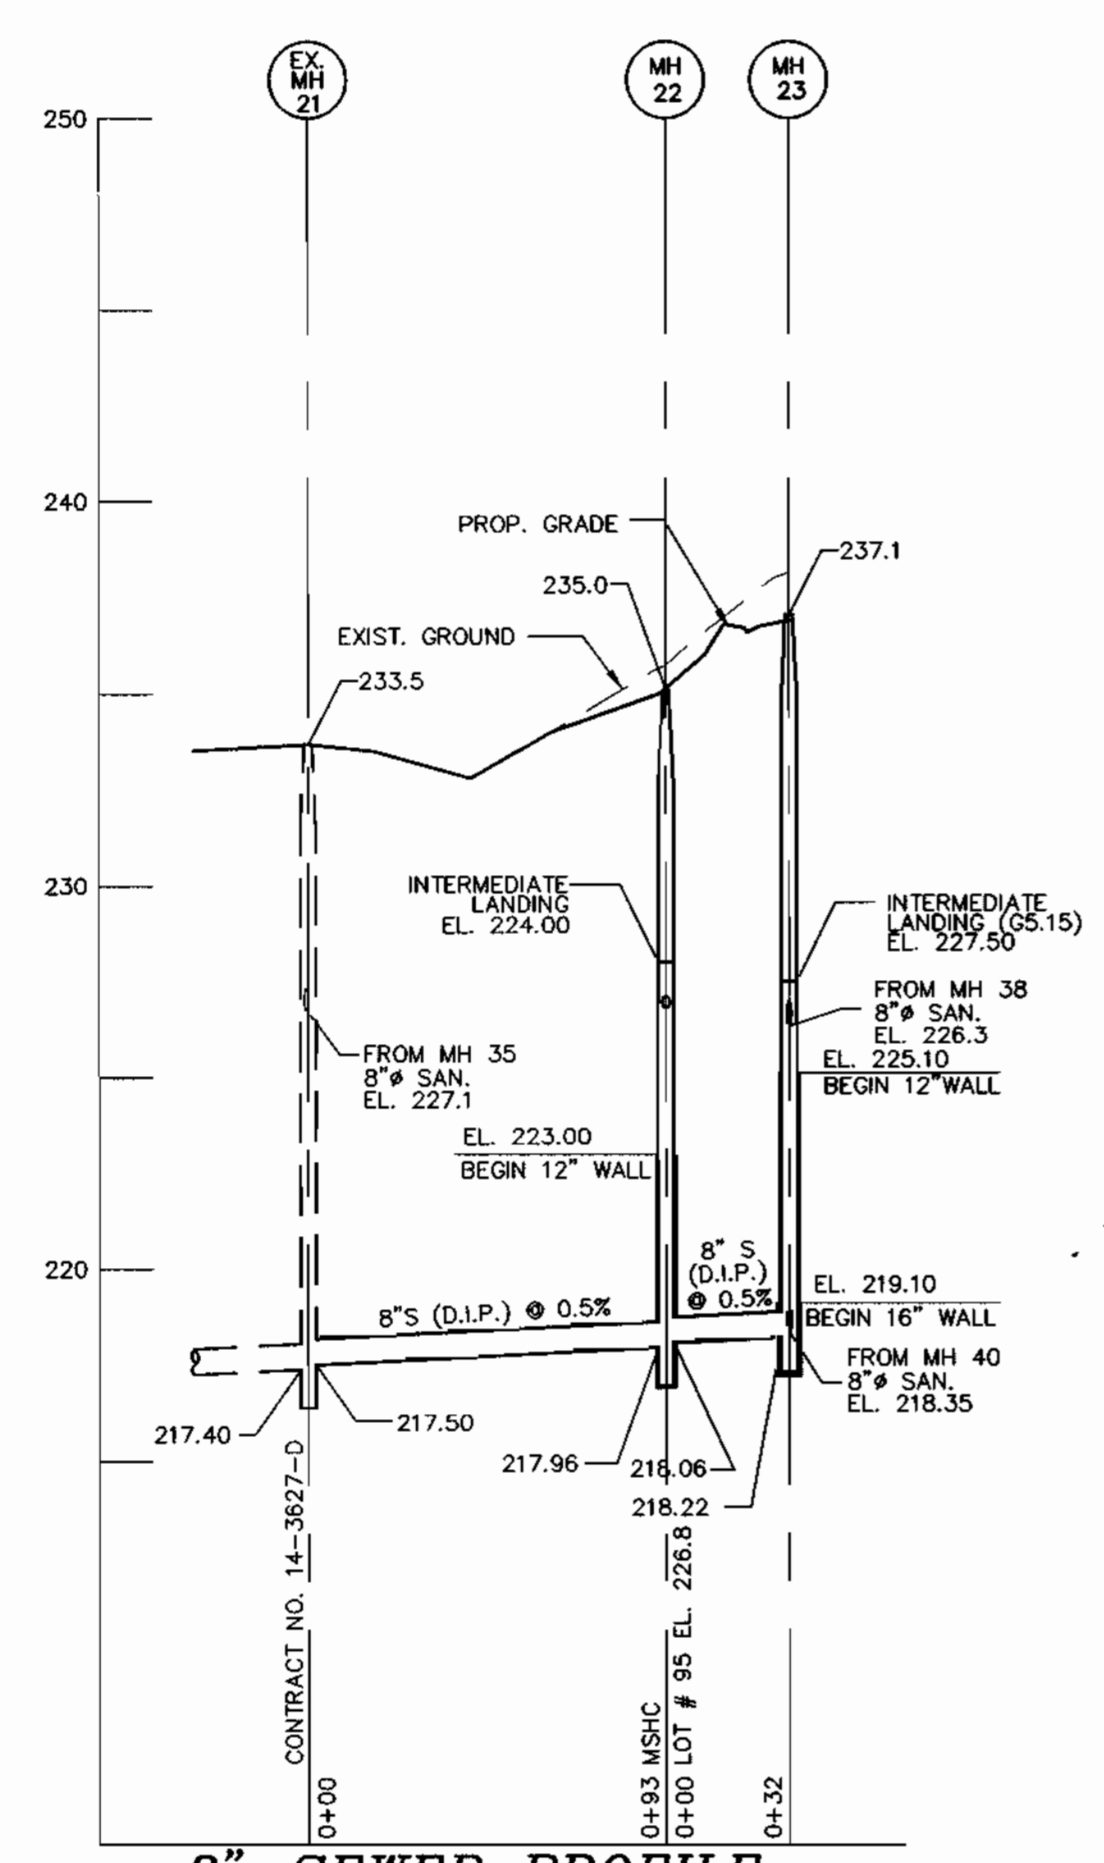 EX.
MH
21
MH
22
MH
23
250
240
230
220
PROP. GRADE
237.1
235.0
EXIST. GROUND
233.5
INTERMEDIATE
LANDING
EL. 224.00
INTERMEDIATE
LANDING (G5.15)
EL. 227.50
FROM MH 38
8"ø SAN.
EL. 226.3
FROM MH 35
8"ø SAN.
EL. 227.1
EL. 225.10
BEGIN 12"WALL
EL. 223.00
BEGIN 12" WALL
8" S
(D.I.P.)
@ 0.5%
8"S (D.I.P.) @ 0.5%
EL. 219.10
BEGIN 16" WALL
FROM MH 40
8"ø SAN.
EL. 218.35
217.40
217.50
217.96
218.06
218.22
CONTRACT NO. 14-3627-D
0+00
0+93 MSHC
0+00 LOT # 95 EL. 226.8
0+32
8" SEWER PROFILE